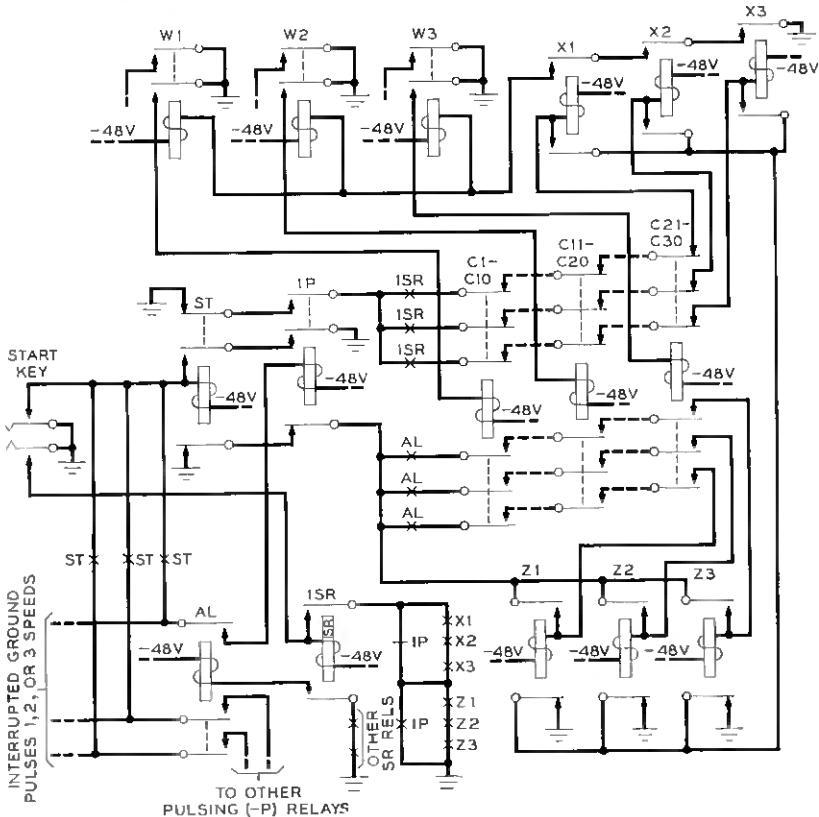 W1
W2
W3
X1
X2
X3
-48V
-48V
-48V
-48V
-48V
-48V
C1-
C10
C11-
C20
C21-
C30
1SR
1SR
1SR
ST
1P
START
KEY
-48V
-48V
-48V
-48V
-48V
AL
AL
AL
ST
ST
ST
Z1
Z2
Z3
AL
1SR
SR
-48V
-48V
1P
X1
X2
X3
-48V
-48V
-48V
1P
Z1
Z2
Z3
INTERRUPTED GROUND
PULSES 1,2, OR 3 SPEEDS
OTHER
SR RELS
TO OTHER
PULSING (-P) RELAYS